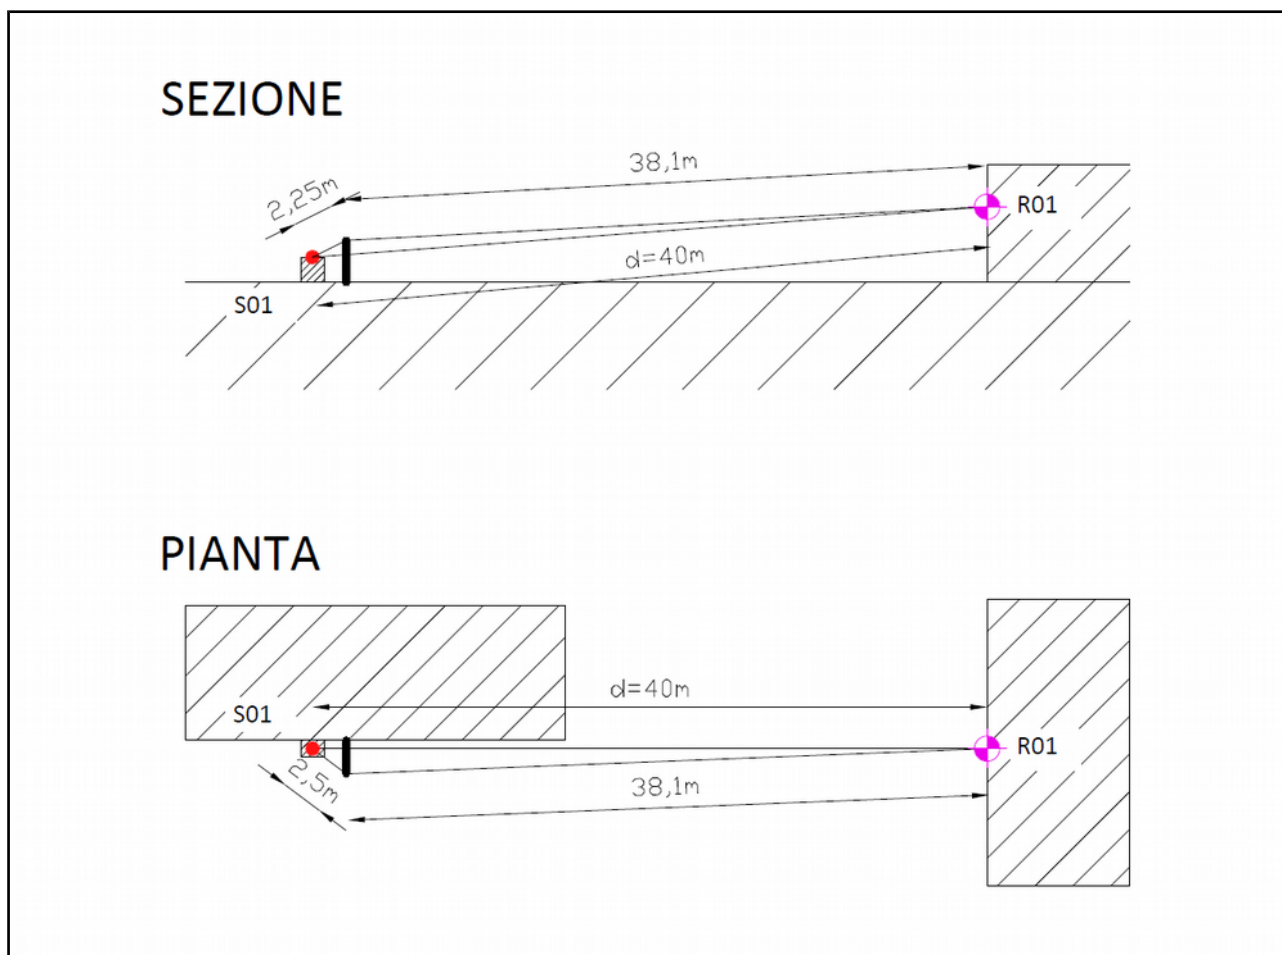 SEZIONE
38,1m
2,25m
R01
d=40m
S01
PIANTA
d=40m
S01
R01
2,5m
38,1m